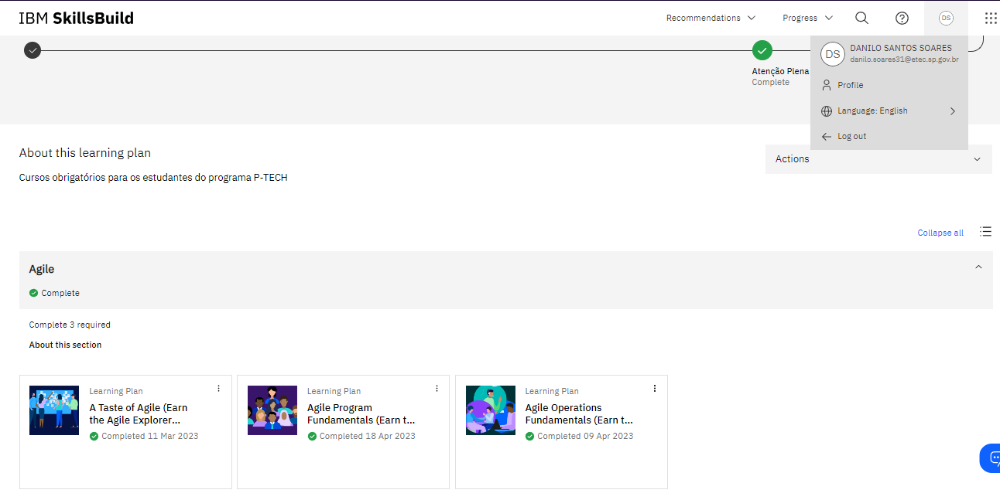 IBM SkillsBuild
Recommendations
Progress
DS
DS
DANILO SANTOS SOARES
danilo.soares31@etec.sp.gov.br
Profile
Language: English
Log out
Atenção Plena
Complete
About this learning plan
Cursos obrigatórios para os estudantes do programa P-TECH
Actions
Collapse all
Agile
Complete
Complete 3 required
About this section
Learning Plan
A Taste of Agile (Earn
the Agile Explorer...
Completed 11 Mar 2023
Learning Plan
Agile Program
Fundamentals (Earn t...
Completed 18 Apr 2023
Learning Plan
Agile Operations
Fundamentals (Earn t...
Completed 09 Apr 2023